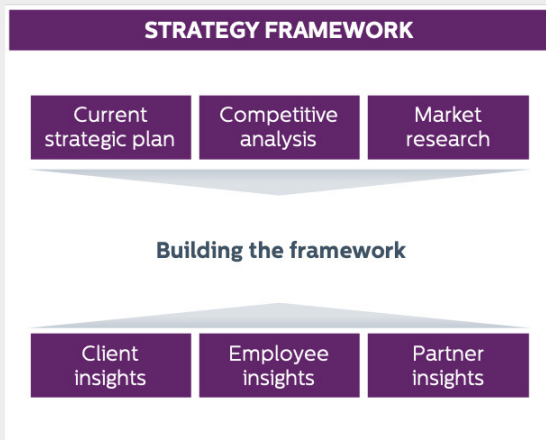 STRATEGY FRAMEWORK
Current strategic plan
Competitive analysis
Market research
Building the framework
Client insights
Employee insights
Partner insights